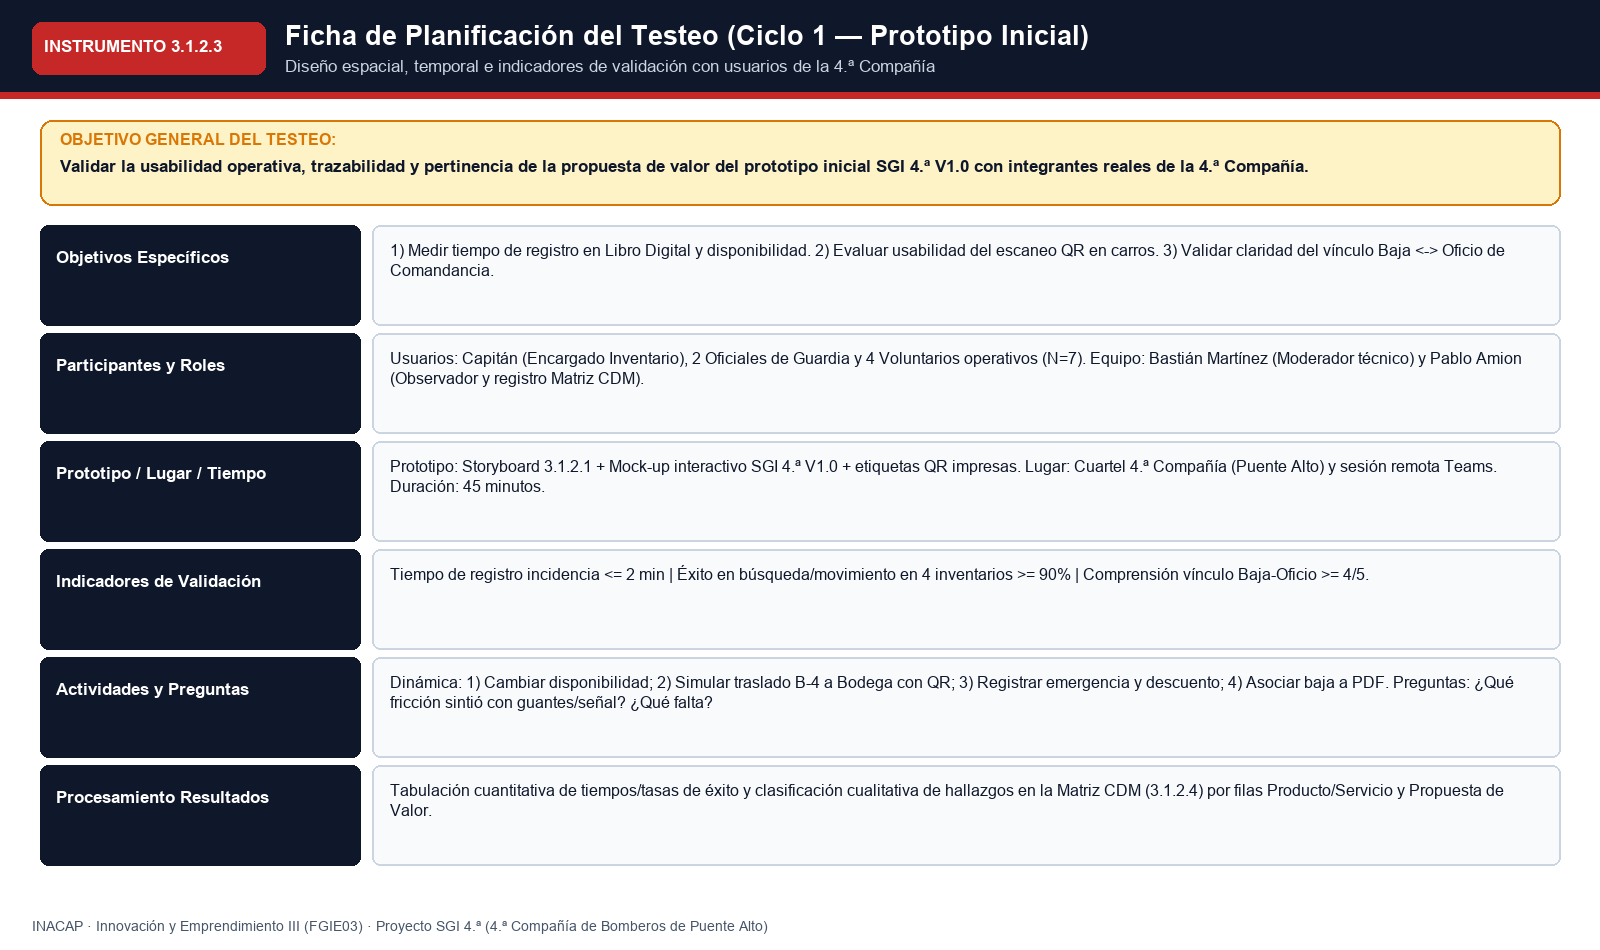 INSTRUMENTO 3.1.2.3
Ficha de Planificación del Testeo (Ciclo 1 — Prototipo Inicial)
Diseño espacial, temporal e indicadores de validación con usuarios de la 4.ª Compañía
OBJETIVO GENERAL DEL TESTEO:
Validar la usabilidad operativa, trazabilidad y pertinencia de la propuesta de valor del prototipo inicial SGI 4.ª V1.0 con integrantes reales de la 4.ª Compañía.
Objetivos Específicos
1) Medir tiempo de registro en Libro Digital y disponibilidad. 2) Evaluar usabilidad del escaneo QR en carros. 3) Validar claridad del vínculo Baja <-> Oficio de
Comandancia.
Participantes y Roles
Usuarios: Capitán (Encargado Inventario), 2 Oficiales de Guardia y 4 Voluntarios operativos (N=7). Equipo: Bastián Martínez (Moderador técnico) y Pablo Amion
(Observador y registro Matriz CDM).
Prototipo / Lugar / Tiempo
Prototipo: Storyboard 3.1.2.1 + Mock-up interactivo SGI 4.ª V1.0 + etiquetas QR impresas. Lugar: Cuartel 4.ª Compañía (Puente Alto) y sesión remota Teams.
Duración: 45 minutos.
Indicadores de Validación
Tiempo de registro incidencia <= 2 min | Éxito en búsqueda/movimiento en 4 inventarios >= 90% | Comprensión vínculo Baja-Oficio >= 4/5.
Actividades y Preguntas
Dinámica: 1) Cambiar disponibilidad; 2) Simular traslado B-4 a Bodega con QR; 3) Registrar emergencia y descuento; 4) Asociar baja a PDF. Preguntas: ¿Qué
fricción sintió con guantes/señal? ¿Qué falta?
Procesamiento Resultados
Tabulación cuantitativa de tiempos/tasas de éxito y clasificación cualitativa de hallazgos en la Matriz CDM (3.1.2.4) por filas Producto/Servicio y Propuesta de
Valor.
INACAP · Innovación y Emprendimiento III (FGIE03) · Proyecto SGI 4.ª (4.ª Compañía de Bomberos de Puente Alto)